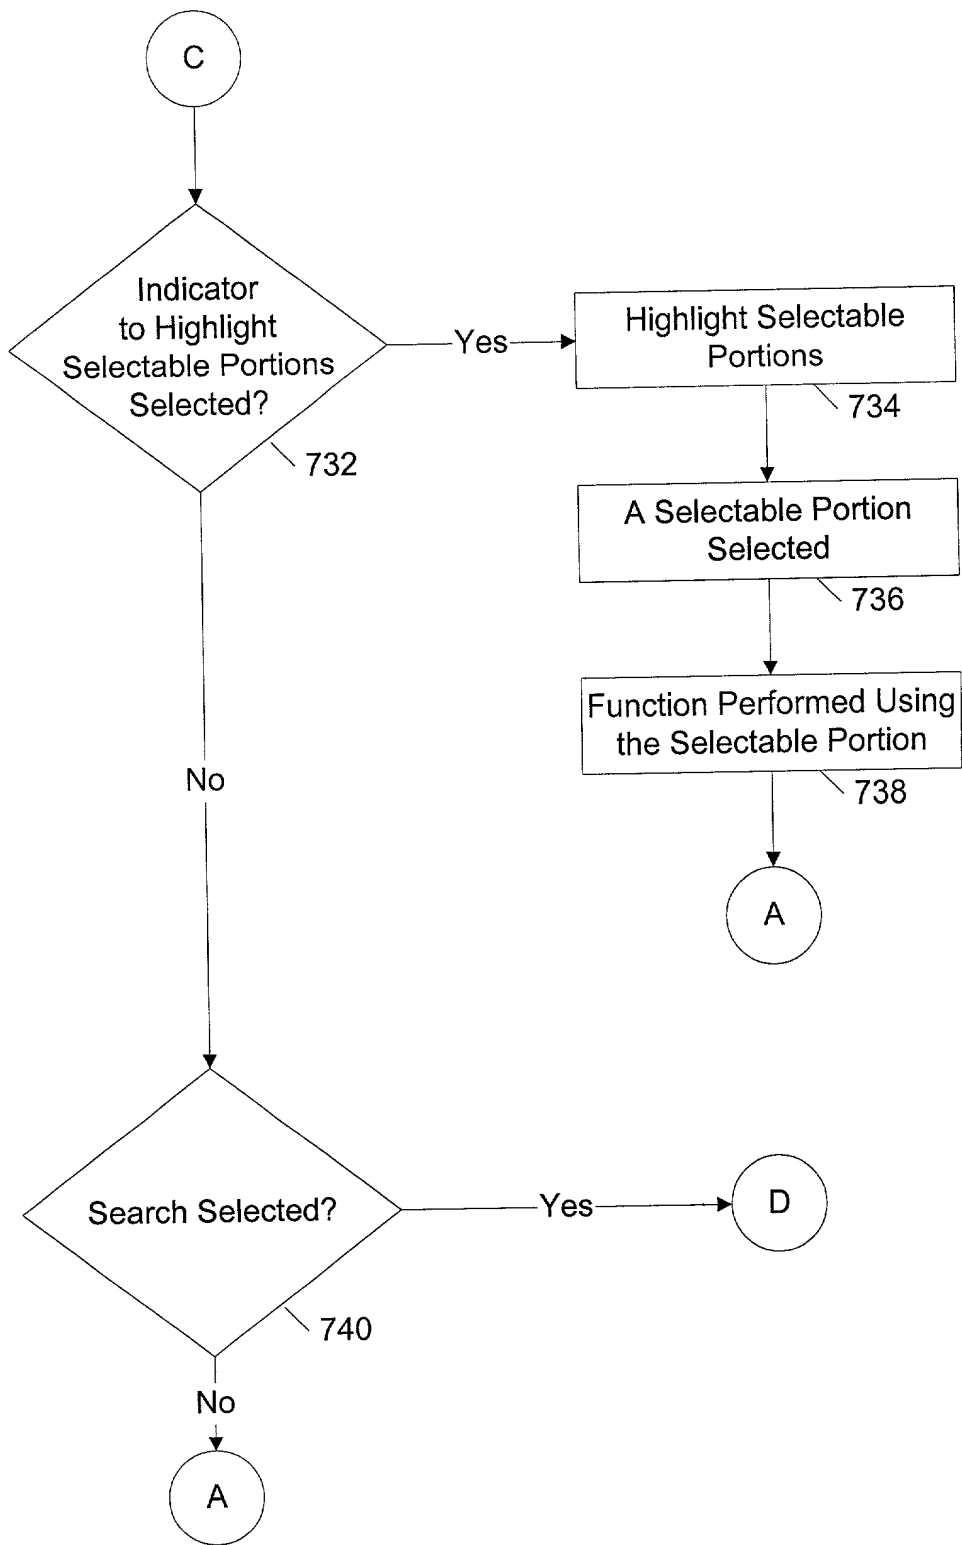 C
Indicator
to Highlight
Selectable Portions
Selected?
732
Yes
Highlight Selectable
Portions
734
A Selectable Portion
Selected
736
Function Performed Using
the Selectable Portion
738
A
No
Search Selected?
740
Yes
D
No
A